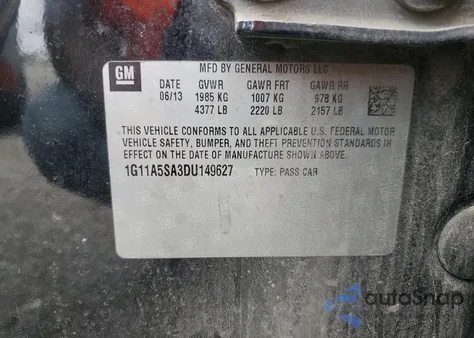 GM
MFD BY GENERAL MOTORS LLC
DATE GVWR GAWR FRT GAWR RR
06/13 1985 KG 1007 KG 978 KG
4377 LB 2220 LB 2157 LB
THIS VEHICLE CONFORMS TO ALL APPLICABLE U.S. FEDERAL MOTOR
VEHICLE SAFETY, BUMPER, AND THEFT PREVENTION STANDARDS IN
EFFECT ON THE DATE OF MANUFACTURE SHOWN ABOVE.
1G11A5SA3DU149627 TYPE: PASS CAR
autoSnap